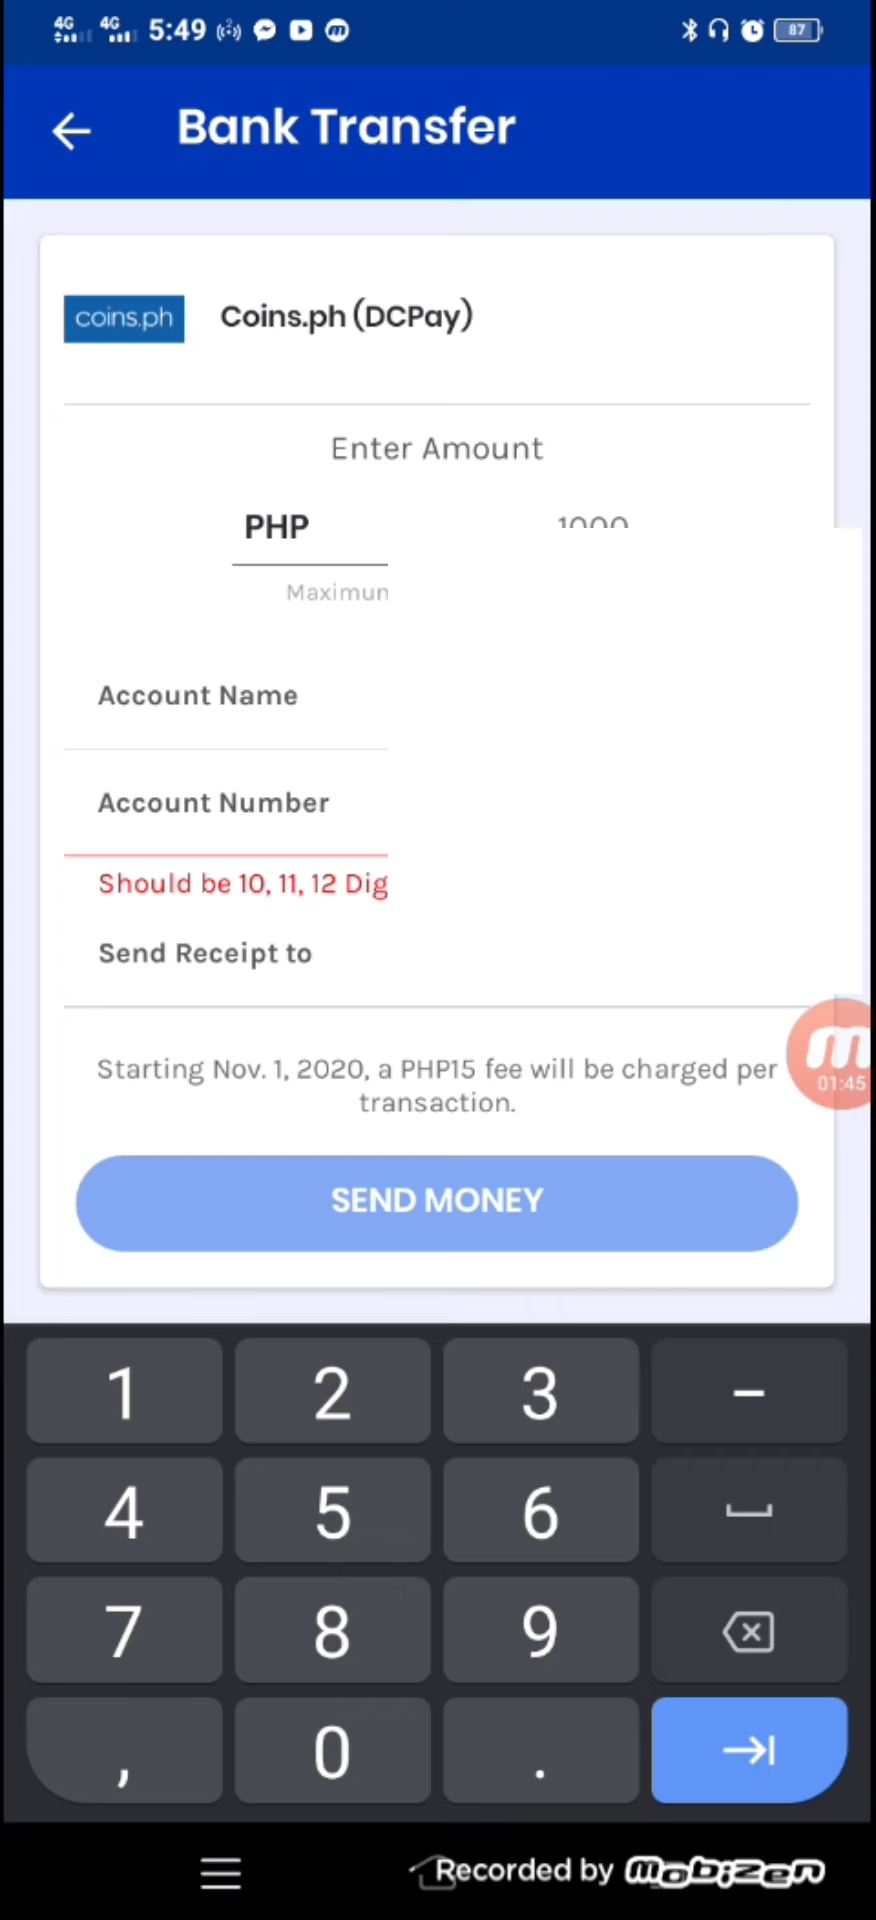 4G 4G 5:49 87
Bank Transfer
coins.ph Coins.ph (DCPay)
Enter Amount
PHP 1000
Maximun
Account Name
Account Number
Should be 10, 11, 12 Dig
Send Receipt to
01:45
Starting Nov. 1, 2020, a PHP15 fee will be charged per
transaction.
SEND MONEY
1 2 3 -
4 5 6
7 8 9
, 0 .
Recorded by mobizen